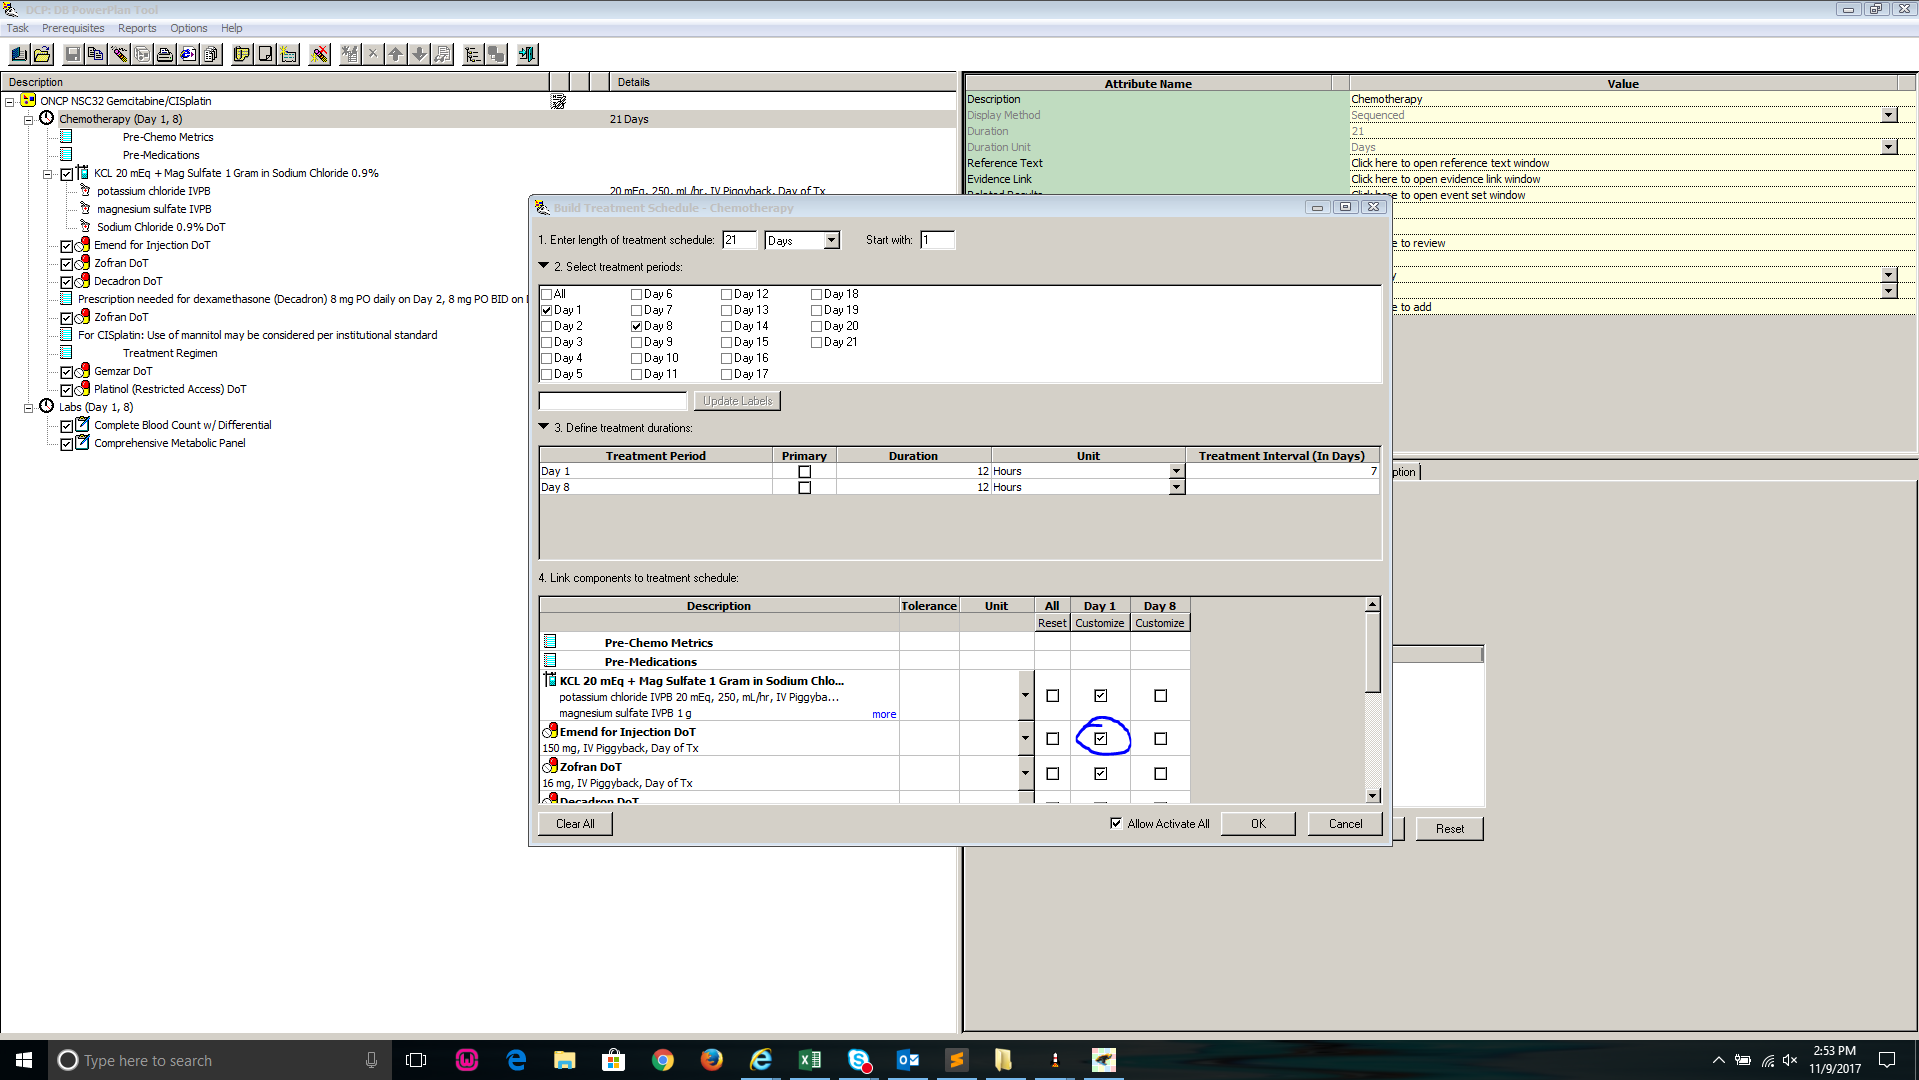 DCP: DB PowerPlan Tool
Task Prerequisites Reports Options Help
Description Details
ONCP NSC32 Gemcitabine/CISplatin
Chemotherapy (Day 1, 8) 21 Days
Pre-Chemo Metrics
Pre-Medications
KCL 20 mEq + Mag Sulfate 1 Gram in Sodium Chloride 0.9%
potassium chloride IVPB 20 mEq, 250, mL/hr, IV Piggyback, Day of Tx
magnesium sulfate IVPB
Sodium Chloride 0.9% DoT
Emend for Injection DoT
Zofran DoT
Decadron DoT
Prescription needed for dexamethasone (Decadron) 8 mg PO daily on Day 2, 8 mg PO BID on
Zofran DoT
For CISplatin: Use of mannitol may be considered per institutional standard
Treatment Regimen
Gemzar DoT
Platinol (Restricted Access) DoT
Labs (Day 1, 8)
Complete Blood Count w/ Differential
Comprehensive Metabolic Panel
Attribute Name Value
Description Chemotherapy
Display Method Sequenced
Duration 21
Duration Unit Days
Reference Text Click here to open reference text window
Evidence Link Click here to open evidence link window
Related Results Click here to open event set window
e to review
y
e to add
ption
Reset
Build Treatment Schedule - Chemotherapy
1. Enter length of treatment schedule: 21 Days Start with: 1
2. Select treatment periods:
All Day 6 Day 12 Day 18
Day 1 Day 7 Day 13 Day 19
Day 2 Day 8 Day 14 Day 20
Day 3 Day 9 Day 15 Day 21
Day 4 Day 10 Day 16
Day 5 Day 11 Day 17
Update Labels
3. Define treatment durations:
Treatment Period Primary Duration Unit Treatment Interval (In Days)
Day 1 12 Hours 7
Day 8 12 Hours
4. Link components to treatment schedule:
Description Tolerance Unit All Day 1 Day 8
Reset Customize Customize
Pre-Chemo Metrics
Pre-Medications
KCL 20 mEq + Mag Sulfate 1 Gram in Sodium Chlo...
potassium chloride IVPB 20 mEq, 250, mL/hr, IV Piggyba...
magnesium sulfate IVPB 1 g more
Emend for Injection DoT
150 mg, IV Piggyback, Day of Tx
Zofran DoT
16 mg, IV Piggyback, Day of Tx
Decadron DoT
Clear All Allow Activate All OK Cancel
Type here to search
2:53 PM
11/9/2017